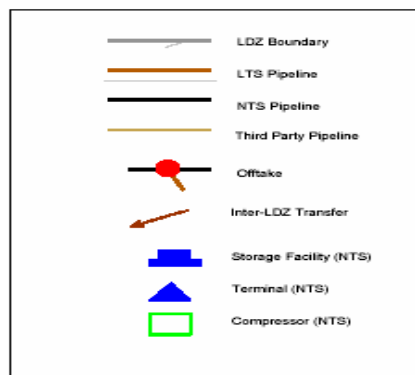 LDZ Boundary
LTS Pipeline
NTS Pipeline
Third Party Pipeline
Offtake
Inter-LDZ Transfer
Storage Facility (NTS)
Terminal (NTS)
Compressor (NTS)